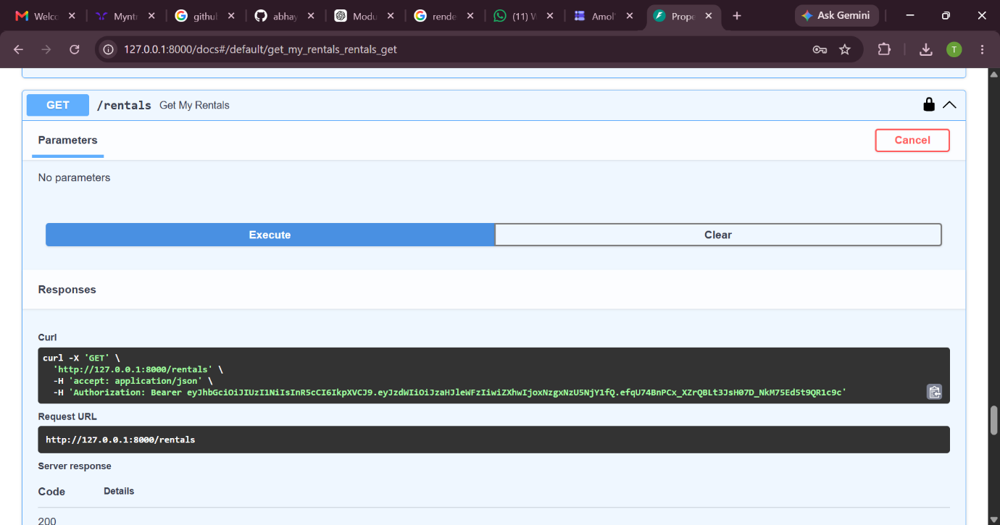 Welco
Myntr
githul
abhay
Modu
rende
(11) W
Amol'
Prope
Ask Gemini
127.0.0.1:8000/docs#/default/get_my_rentals_rentals_get
T
GET /rentals Get My Rentals
Parameters
Cancel
No parameters
Execute
Clear
Responses
Curl
curl -X 'GET' \
'http://127.0.0.1:8000/rentals' \
-H 'accept: application/json' \
-H 'Authorization: Bearer eyJhbGciOiJIUzI1NiIsInR5cCI6IkpXVCJ9.eyJzdWIiOiJzaHJleWFzIiwiZXhwIjoxNzgxNzU5NjY1fQ.efqU74BnPCx_XZrQBLt3JsH07D_NkM75Ed5t9QR1c9c'
Request URL
http://127.0.0.1:8000/rentals
Server response
Code Details
200